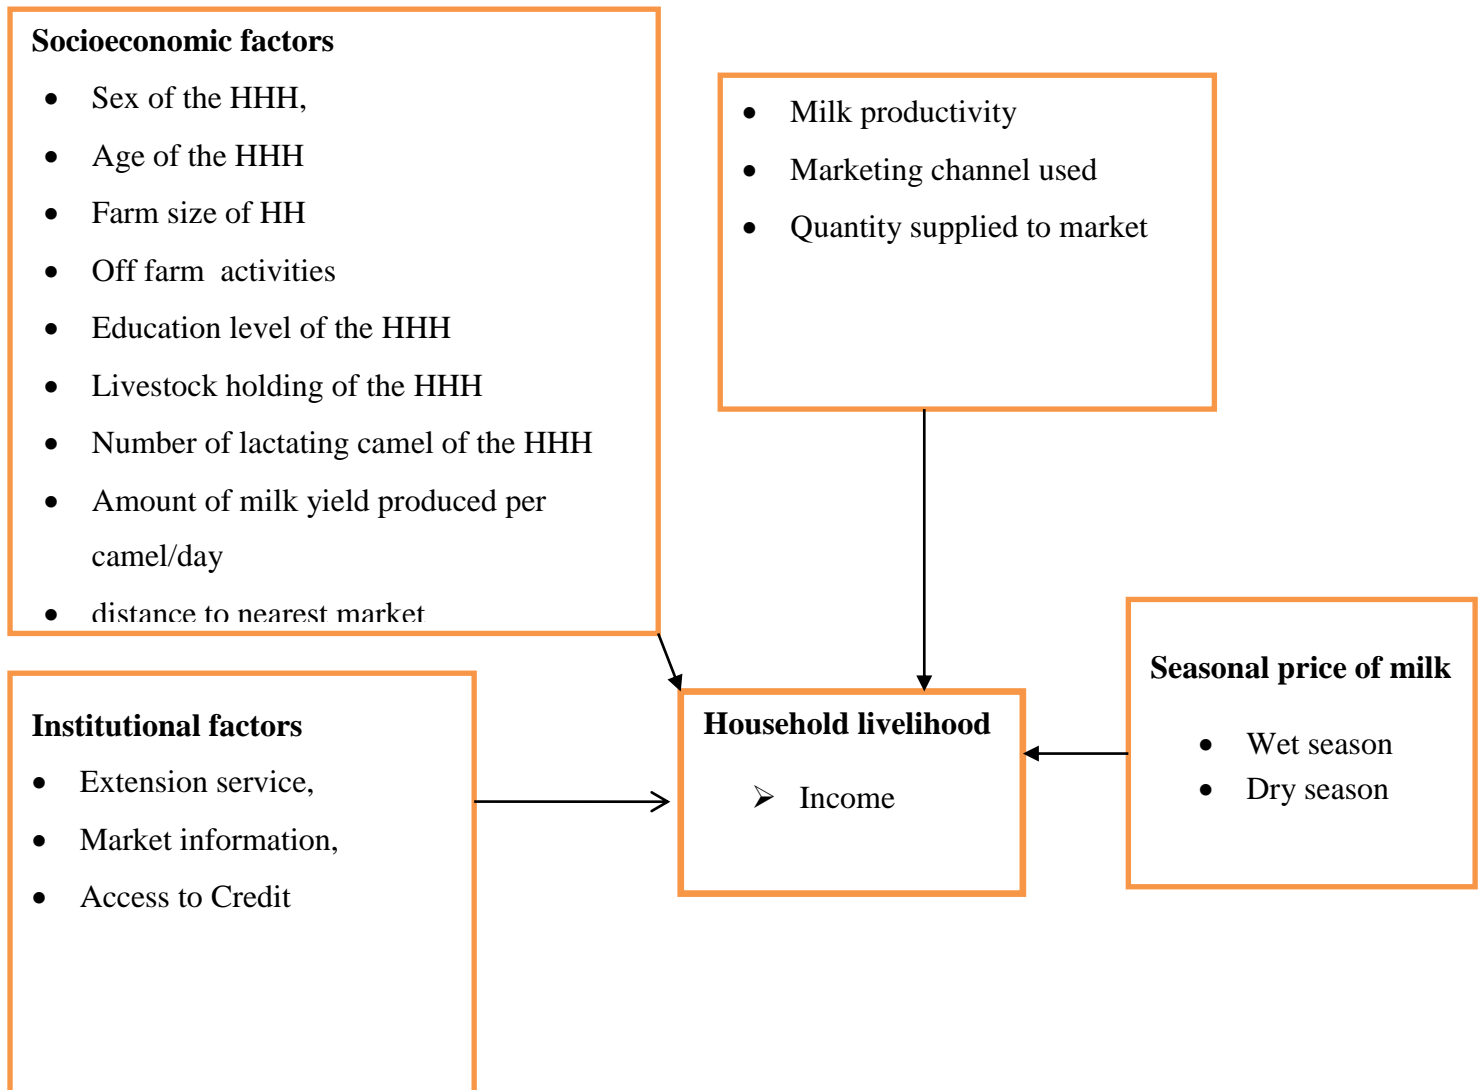 Socioeconomic factors
• Sex of the HHH,
• Age of the HHH
• Farm size of HH
• Off farm  activities
• Education level of the HHH
• Livestock holding of the HHH
• Number of lactating camel of the HHH
• Amount of milk yield produced per
camel/day
• distance to nearest market
• Milk productivity
• Marketing channel used
• Quantity supplied to market
Institutional factors
• Extension service,
• Market information,
• Access to Credit
Household livelihood
➢ Income
Seasonal price of milk
• Wet season
• Dry season